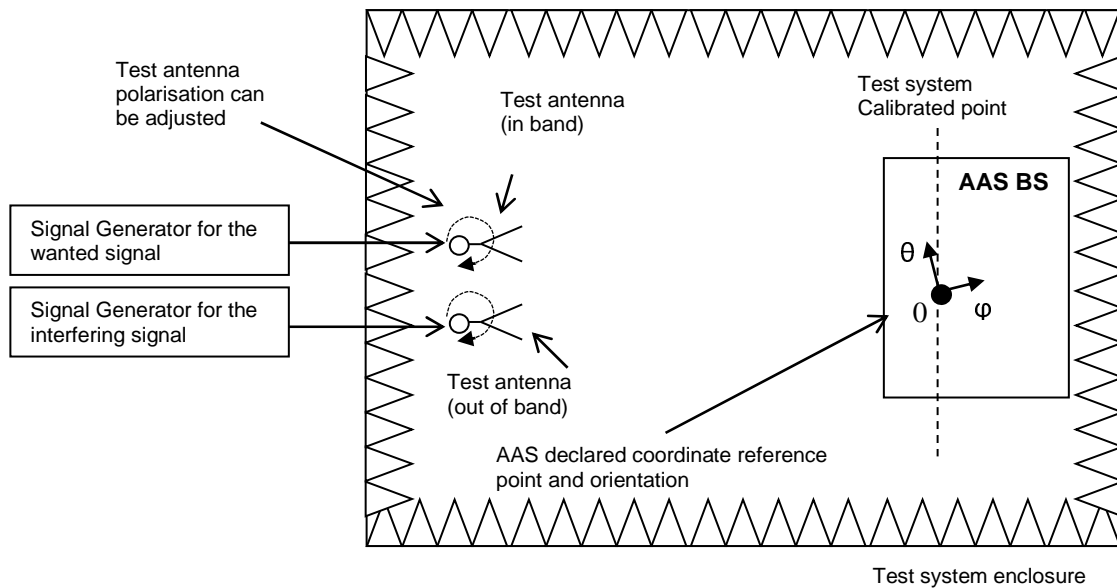 Test antenna
polarisation can
be adjusted
Test antenna
(in band)
Test system
Calibrated point
AAS BS
Signal Generator for the
wanted signal
θ
0
φ
Signal Generator for the
interfering signal
Test antenna
(out of band)
AAS declared coordinate reference
point and orientation
Test system enclosure